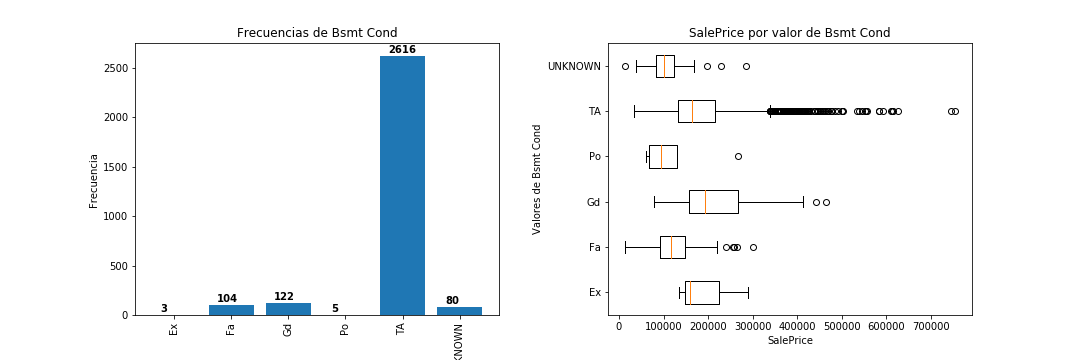 Frecuencias de Bsmt Cond
Frecuencia
2500
2000
1500
1000
500
0
3
104
122
5
2616
80
Ex
Fa
Gd
Po
TA
KNOWN
SalePrice por valor de Bsmt Cond
Valores de Bsmt Cond
UNKNOWN
TA
Po
Gd
Fa
Ex
0 100000 200000 300000 400000 500000 600000 700000
SalePrice